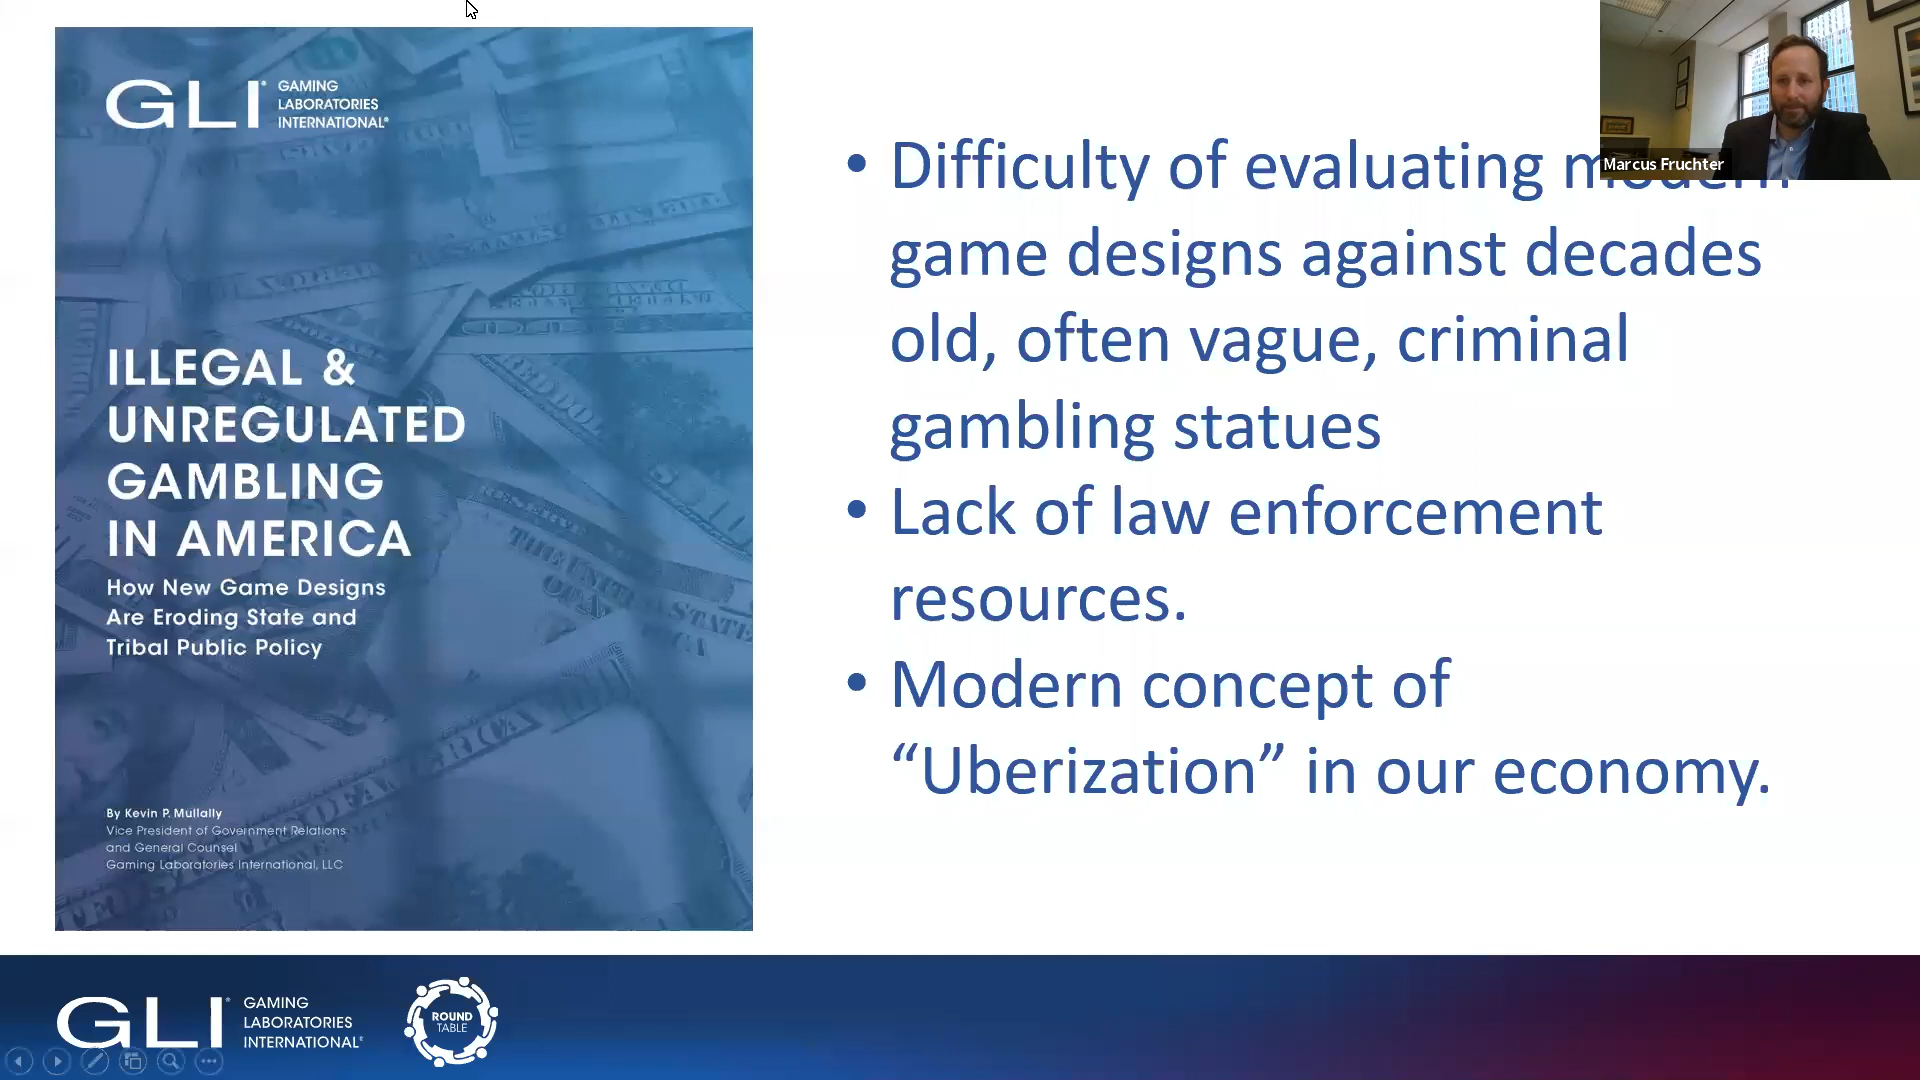 GLI® GAMING
LABORATORIES
INTERNATIONAL®
ILLEGAL &
UNREGULATED
GAMBLING
IN AMERICA
How New Game Designs
Are Eroding State and
Tribal Public Policy
By Kevin P. Mullally
Vice President of Government Relations
and General Counsel
Gaming Laboratories International, LLC
• Difficulty of evaluating modern
game designs against decades
old, often vague, criminal
gambling statues
• Lack of law enforcement
resources.
• Modern concept of
“Uberization” in our economy.
Marcus Fruchter
GLI® GAMING
LABORATORIES
INTERNATIONAL®
ROUND
TABLE